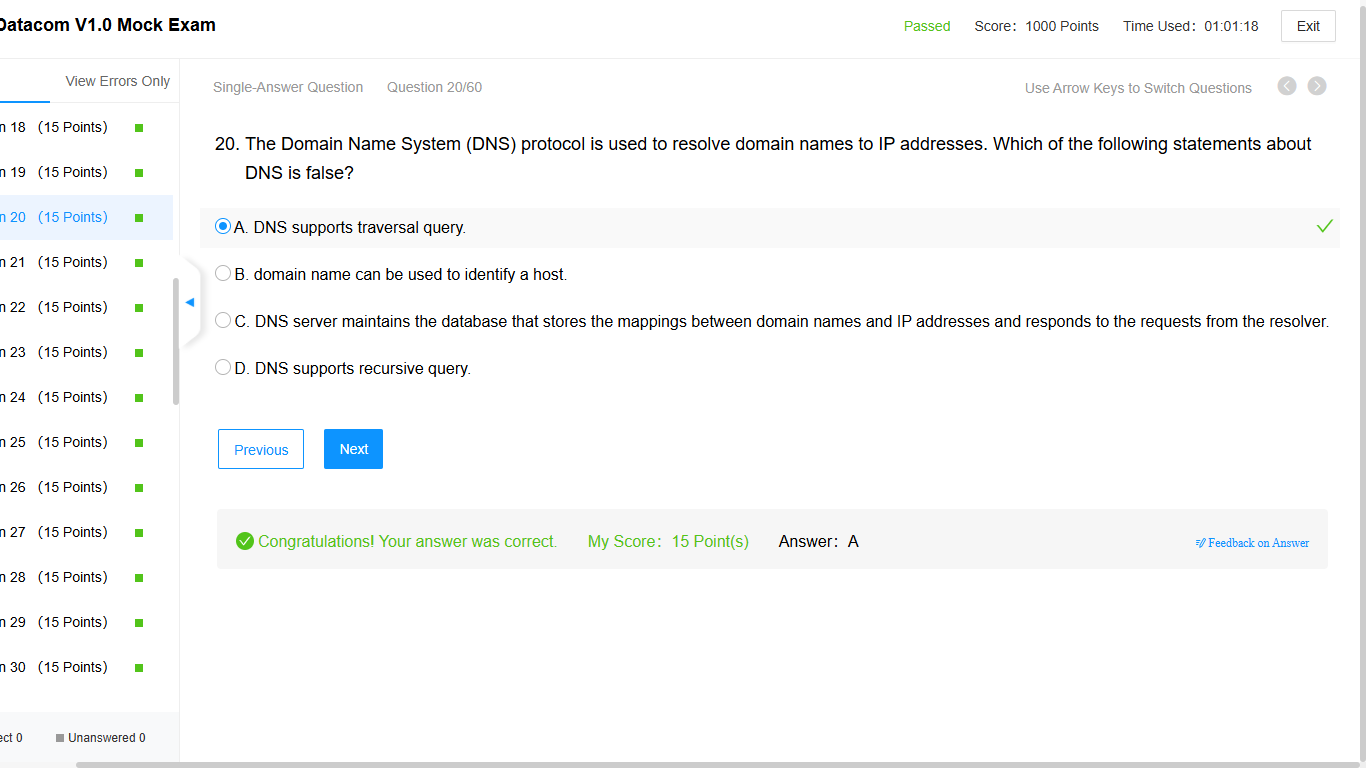 Datacom V1.0 Mock Exam
Passed Score： 1000 Points Time Used： 01:01:18 Exit
View Errors Only
Single-Answer Question Question 20/60 Use Arrow Keys to Switch Questions
n 18 (15 Points)
n 19 (15 Points)
n 20 (15 Points)
n 21 (15 Points)
n 22 (15 Points)
n 23 (15 Points)
n 24 (15 Points)
n 25 (15 Points)
n 26 (15 Points)
n 27 (15 Points)
n 28 (15 Points)
n 29 (15 Points)
n 30 (15 Points)
ect 0 Unanswered 0
20. The Domain Name System (DNS) protocol is used to resolve domain names to IP addresses. Which of the following statements about
DNS is false?
A. DNS supports traversal query.
B. domain name can be used to identify a host.
C. DNS server maintains the database that stores the mappings between domain names and IP addresses and responds to the requests from the resolver.
D. DNS supports recursive query.
Previous Next
Congratulations! Your answer was correct. My Score： 15 Point(s) Answer： A Feedback on Answer